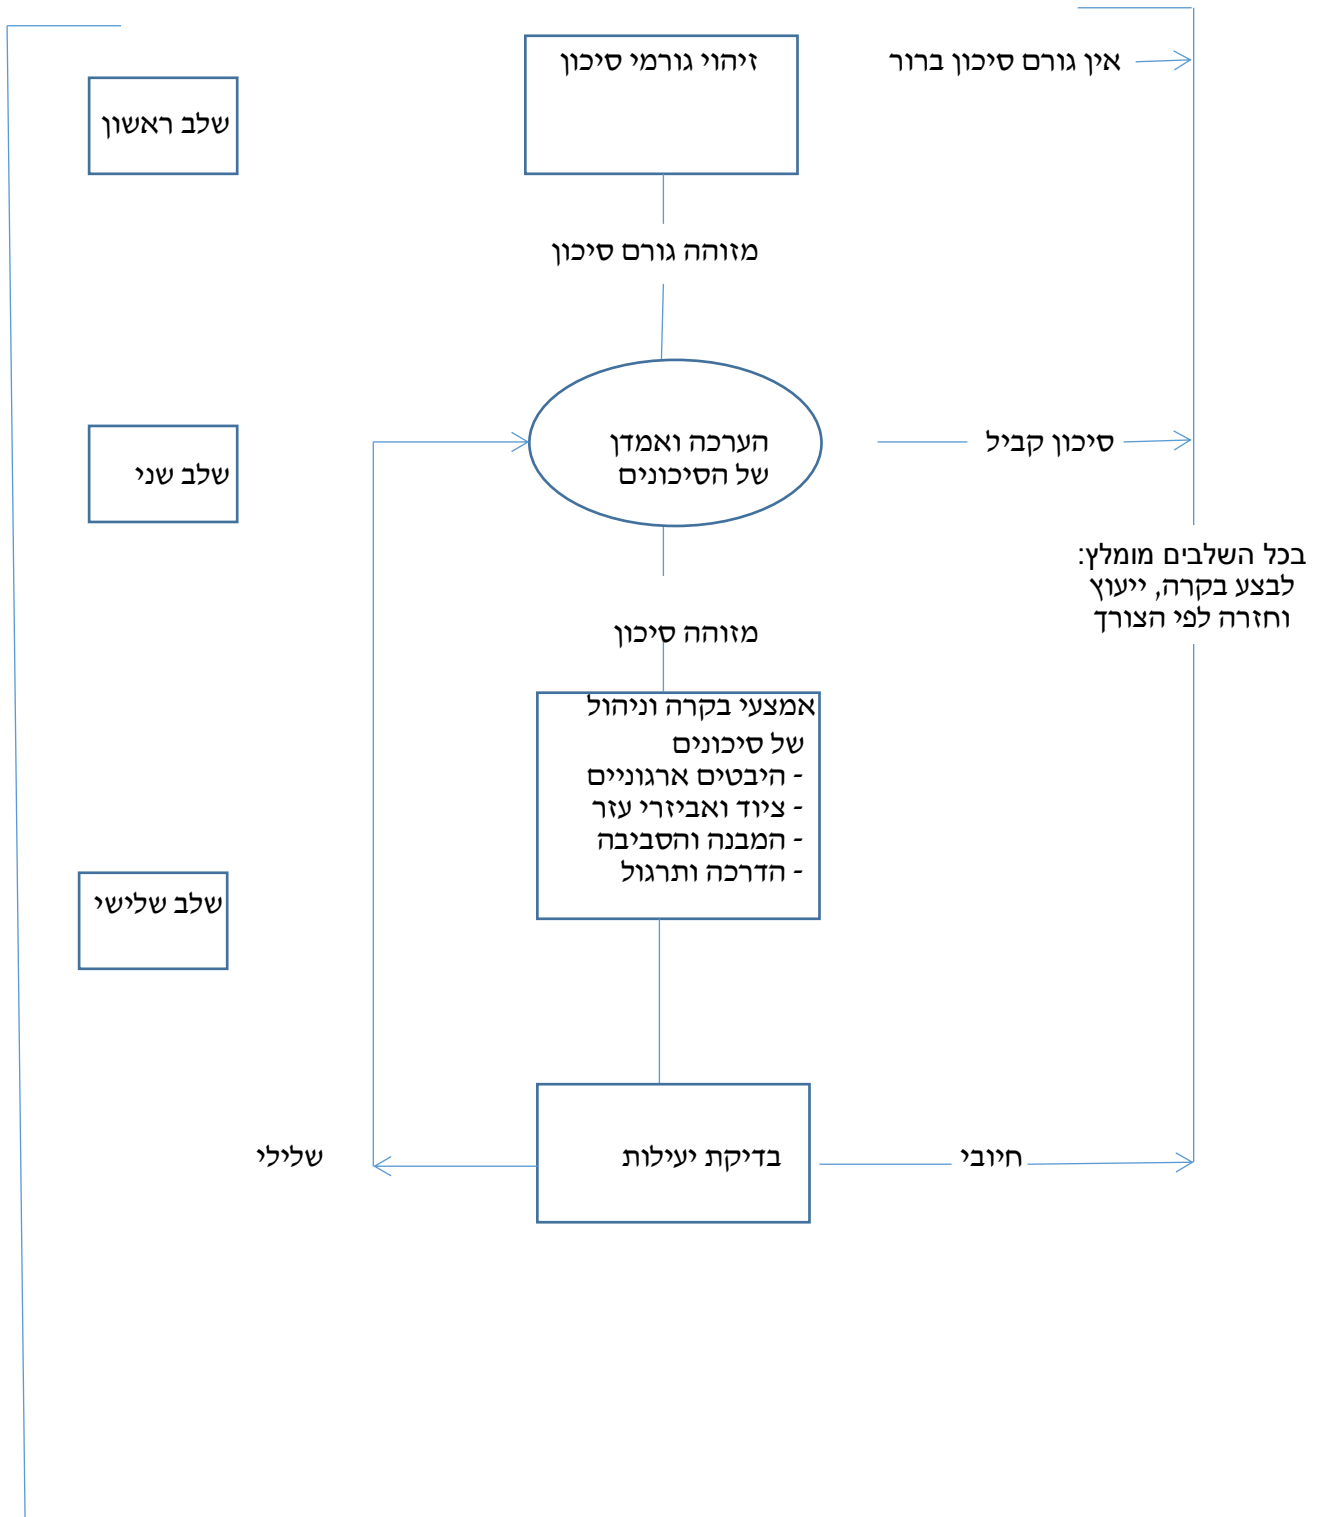 זיהוי גורמי סיכון
אין גורם סיכון ברור
שלב ראשון
מזוהה גורם סיכון
הערכה ואמדן
של הסיכונים
סיכון קביל
שלב שני
בכל השלבים מומלץ:
לבצע בקרה, ייעוץ
וחזרה לפי הצורך
מזוהה סיכון
אמצעי בקרה וניהול
של סיכונים
- היבטים ארגוניים
- ציוד ואביזרי עזר
- המבנה והסביבה
- הדרכה ותרגול
שלב שלישי
חיובי
בדיקת יעילות
שלילי